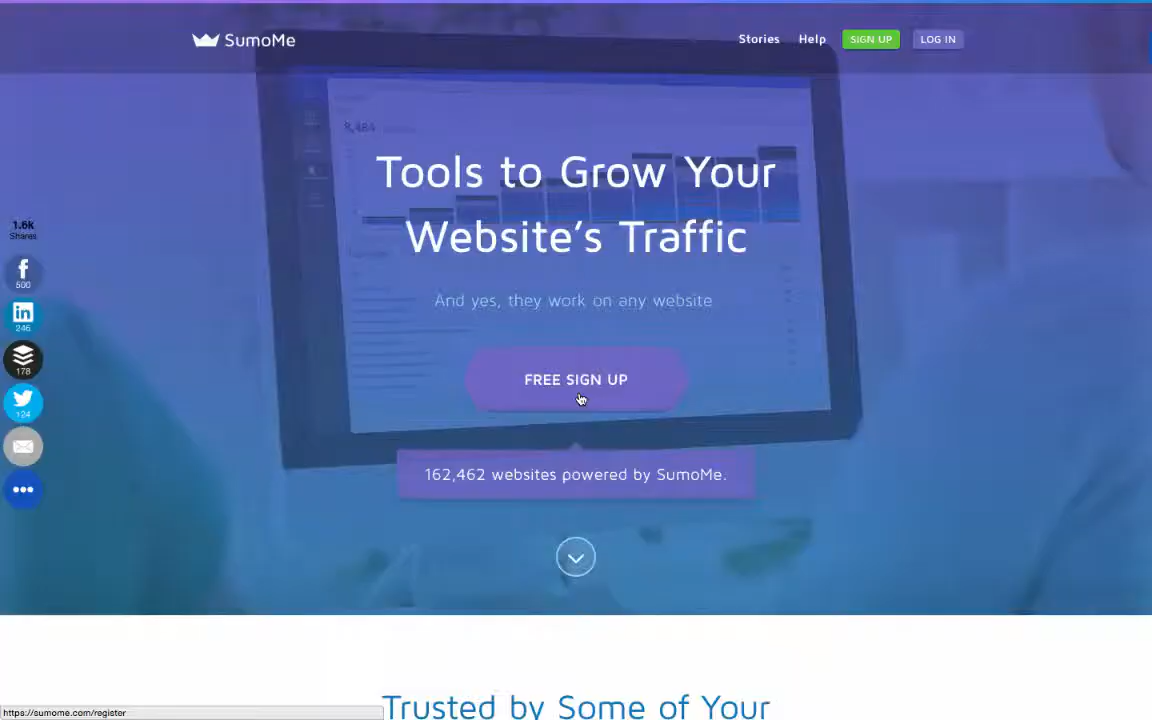 SumoMe
Stories Help SIGN UP LOG IN
8,484
Tools to Grow Your
Website's Traffic
1.6k
Shares
500
246
178
124
And yes, they work on any website
FREE SIGN UP
162,462 websites powered by SumoMe.
Trusted by Some of Your
https://sumome.com/register